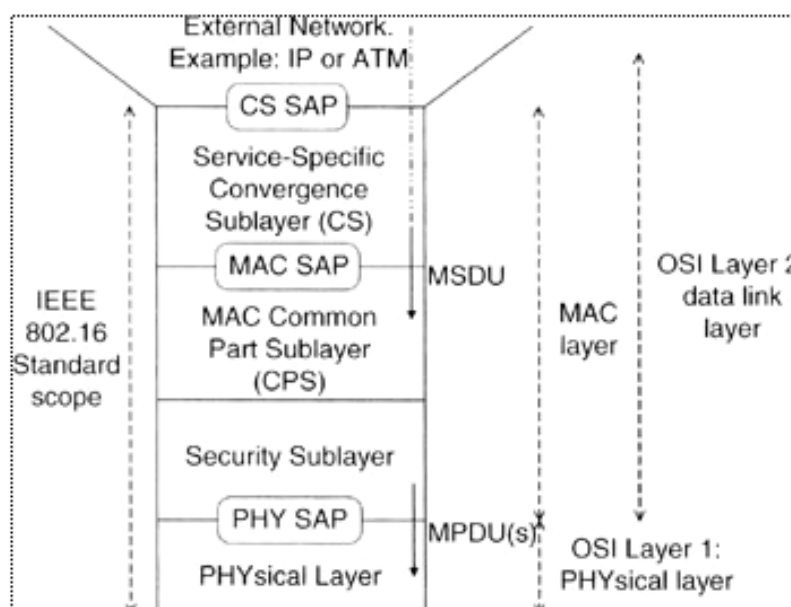 External Network.
Example: IP or ATM
CS SAP
Service-Specific
Convergence
Sublayer (CS)
MAC SAP
MSDU
MAC Common
Part Sublayer
(CPS)
Security Sublayer
PHY SAP
MPDU(s)
PHYsical Layer
IEEE
802.16
Standard
scope
MAC
layer
OSI Layer 2
data link
layer
OSI Layer 1:
PHYsical layer